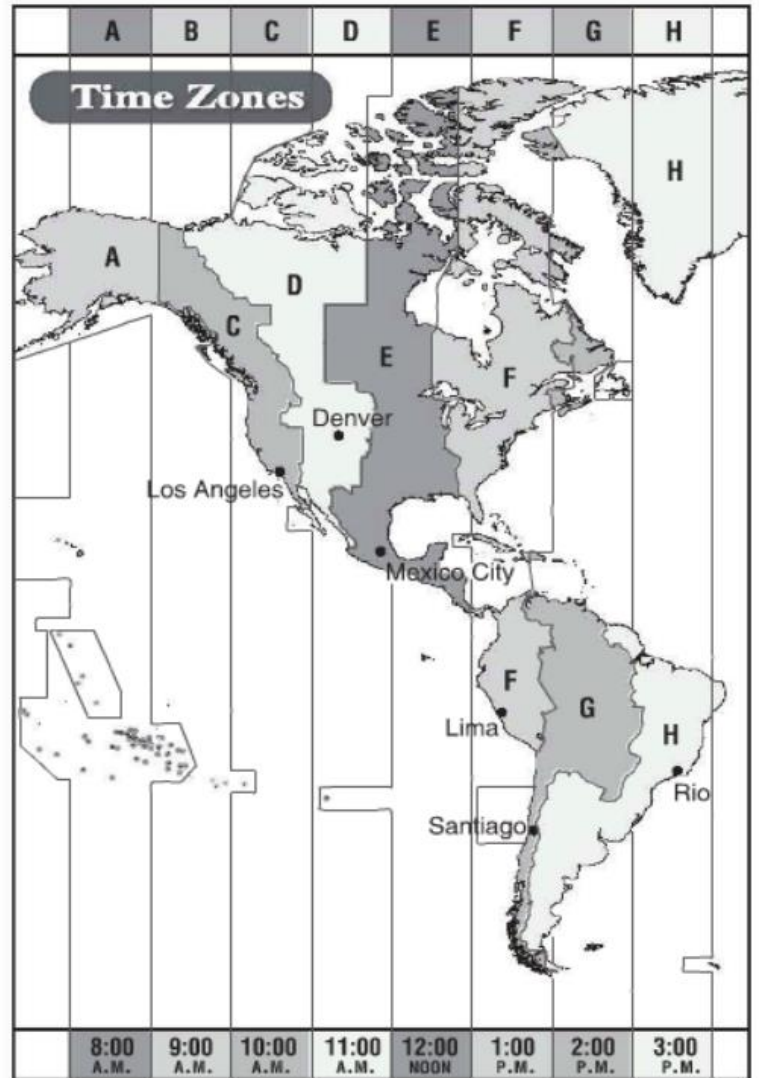 A B C D E F G H
Time Zones
H
A
D
C
E
F
Denver
Los Angeles
Mexico City
F
G
Lima
H
Rio
Santiago
8:00 9:00 10:00 11:00 12:00 1:00 2:00 3:00
A.M. A.M. A.M. A.M. NOON P.M. P.M. P.M.